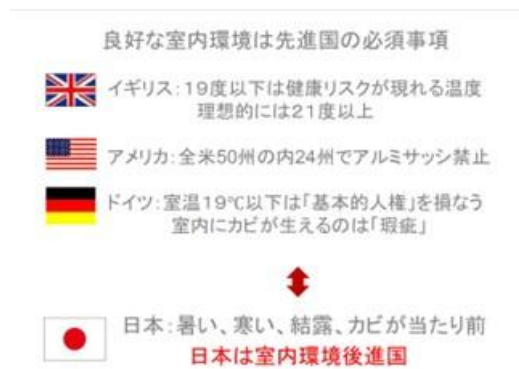 良好な室内環境は先進国の必須事項
イギリス：19度以下は健康リスクが現れる温度
理想的には21度以上
アメリカ：全米50州の内24州でアルミサッシ禁止
ドイツ：室温19℃以下は「基本的人権」を損なう
室内にカビが生えるのは「瑕疵」
日本：暑い、寒い、結露、カビが当たり前
日本は室内環境後進国